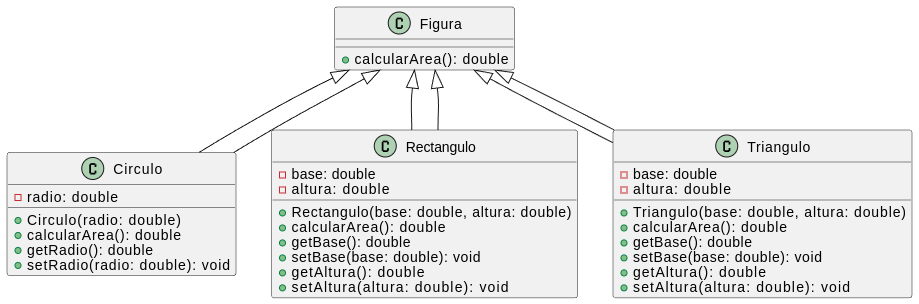 C Figura
calcularArea(): double
C Circulo
radio: double
Circulo(radio: double)
calcularArea(): double
getRadio(): double
setRadio(radio: double): void
C Rectangulo
base: double
altura: double
Rectangulo(base: double, altura: double)
calcularArea(): double
getBase(): double
setBase(base: double): void
getAltura(): double
setAltura(altura: double): void
C Triangulo
base: double
altura: double
Triangulo(base: double, altura: double)
calcularArea(): double
getBase(): double
setBase(base: double): void
getAltura(): double
setAltura(altura: double): void